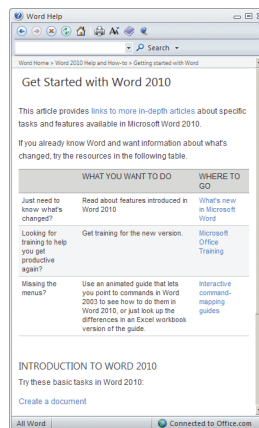 Word Help
Search
Word Home » Word 2010 Help and How-to » Getting started with Word
Get Started with Word 2010
This article provides links to more in-depth articles about specific
tasks and features available in Microsoft Word 2010.
If you already know Word and want information about what's
changed, try the resources in the following table.
WHAT YOU WANT TO DO WHERE TO
GO
Just need to
know what's
changed?
Read about features introduced in
Word 2010
What's new
in Microsoft
Word
Looking for
training to help
you get
productive
again?
Get training for the new version.
Microsoft
Office
Training
Missing the
menus?
Use an animated guide that lets
you point to commands in Word
2003 to see how to do them in
Word 2010, or just look up the
differences in an Excel workbook
version of the guide.
Interactive
command-
mapping
guides
INTRODUCTION TO WORD 2010
Try these basic tasks in Word 2010:
Create a document
All Word Connected to Office.com